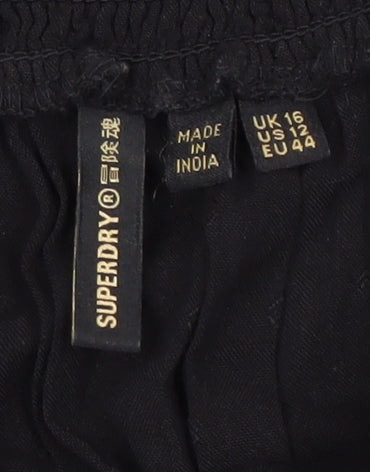 SUPERDRY®冒険魂
MADE
IN
INDIA
UK 16
US 12
EU 44